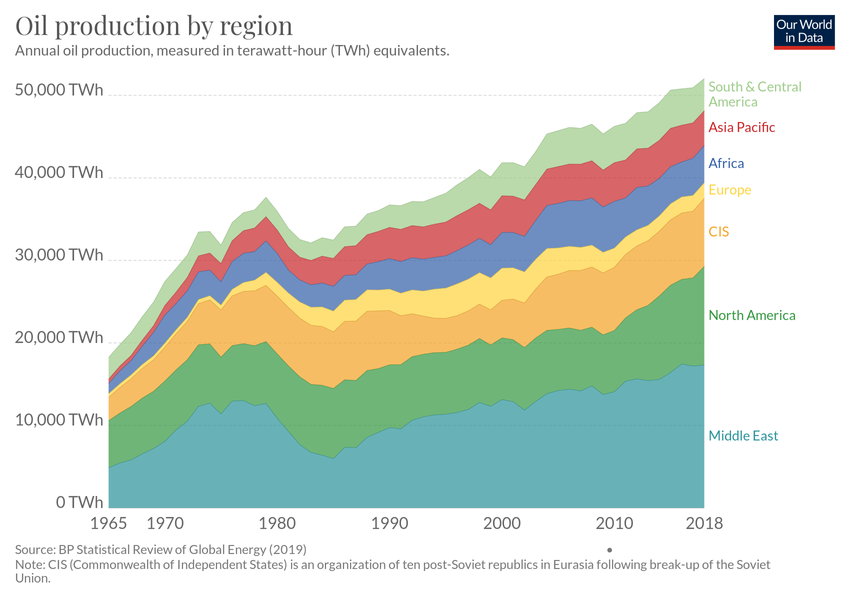 Oil production by region
Annual oil production, measured in terawatt-hour (TWh) equivalents.
Our World
in Data
50,000 TWh
40,000 TWh
30,000 TWh
20,000 TWh
10,000 TWh
0 TWh
South & Central
America
Asia Pacific
Africa
Europe
CIS
North America
Middle East
1965 1970 1980 1990 2000 2010 2018
Source: BP Statistical Review of Global Energy (2019)
Note: CIS (Commonwealth of Independent States) is an organization of ten post-Soviet republics in Eurasia following break-up of the Soviet
Union.